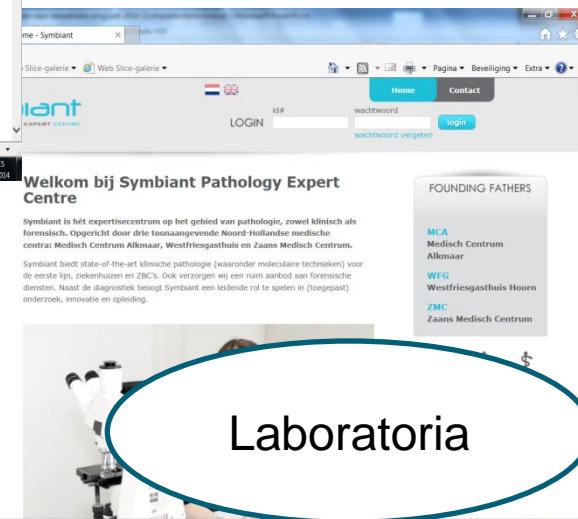 me - Symbiant ×
Slice-galerie Web Slice-galerie Pagina Beveiliging Extra
Home Contact
iant
EXPERT CENTRE
LOGIN id# wachtwoord login
wachtwoord vergeten
Welkom bij Symbiant Pathology Expert
Centre
Symbiant is hét expertisecentrum op het gebied van pathologie, zowel klinisch als
forensisch. Opgericht door drie toonaangevende Noord-Hollandse medische
centra: Medisch Centrum Alkmaar, Westfriesgasthuis en Zaans Medisch Centrum.
Symbiant biedt state-of-the-art klinische pathologie (waaronder moleculaire technieken) voor
de eerste lijn, ziekenhuizen en ZBC's. Ook verzorgen wij een ruim aanbod aan forensische
diensten. Naast de diagnostiek beoogt Symbiant een leidende rol te spelen in (toegepast)
onderzoek, innovatie en opleiding.
FOUNDING FATHERS
MCA
Medisch Centrum
Alkmaar
WFG
Westfriesgasthuis Hoorn
ZMC
Zaans Medisch Centrum
Laboratoria